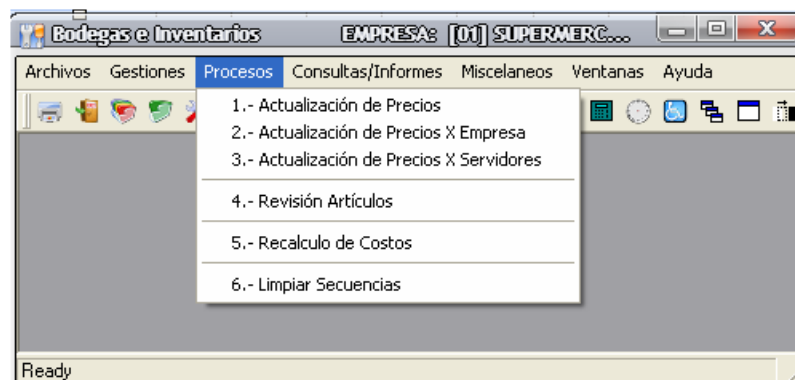 Bodegas e Inventarios EMPRESA: [01] SUPERMERC...
Archivos Gestiones Procesos Consultas/Informes Miscelaneos Ventanas Ayuda
1.- Actualización de Precios
2.- Actualización de Precios X Empresa
3.- Actualización de Precios X Servidores
4.- Revisión Artículos
5.- Recalculo de Costos
6.- Limpiar Secuencias
Ready